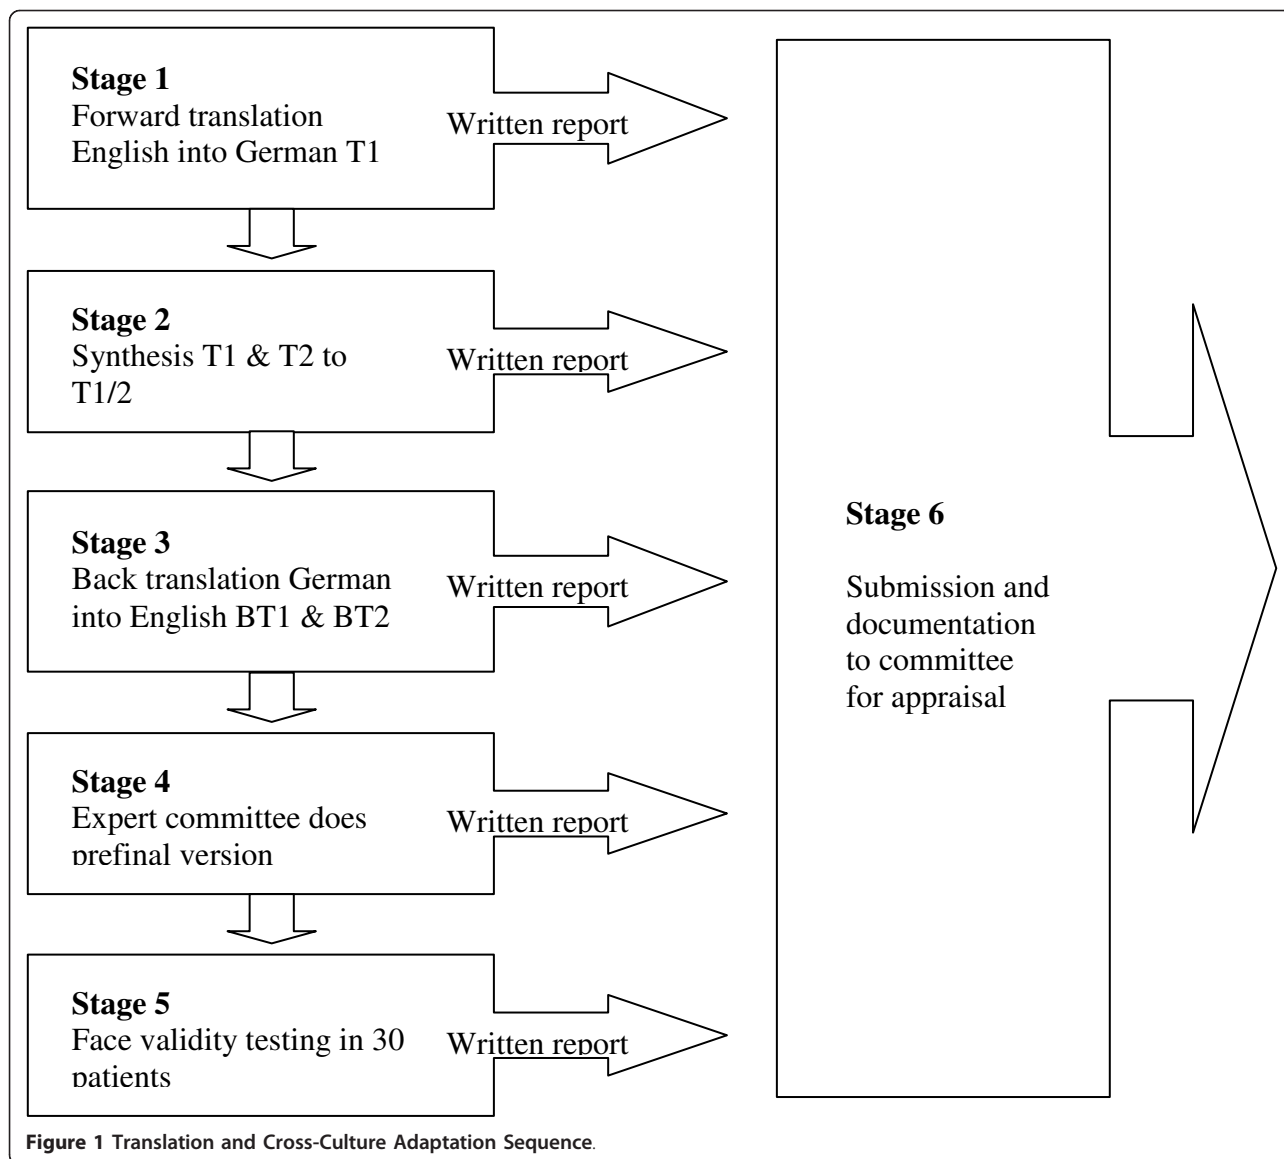 Stage 1
Forward translation
English into German T1
Written report
Stage 2
Synthesis T1 & T2 to
T1/2
Written report
Stage 3
Back translation German
into English BT1 & BT2
Written report
Stage 4
Expert committee does
prefinal version
Written report
Stage 5
Face validity testing in 30
patients
Written report
Stage 6
Submission and
documentation
to committee
for appraisal
Figure 1 Translation and Cross-Culture Adaptation Sequence.